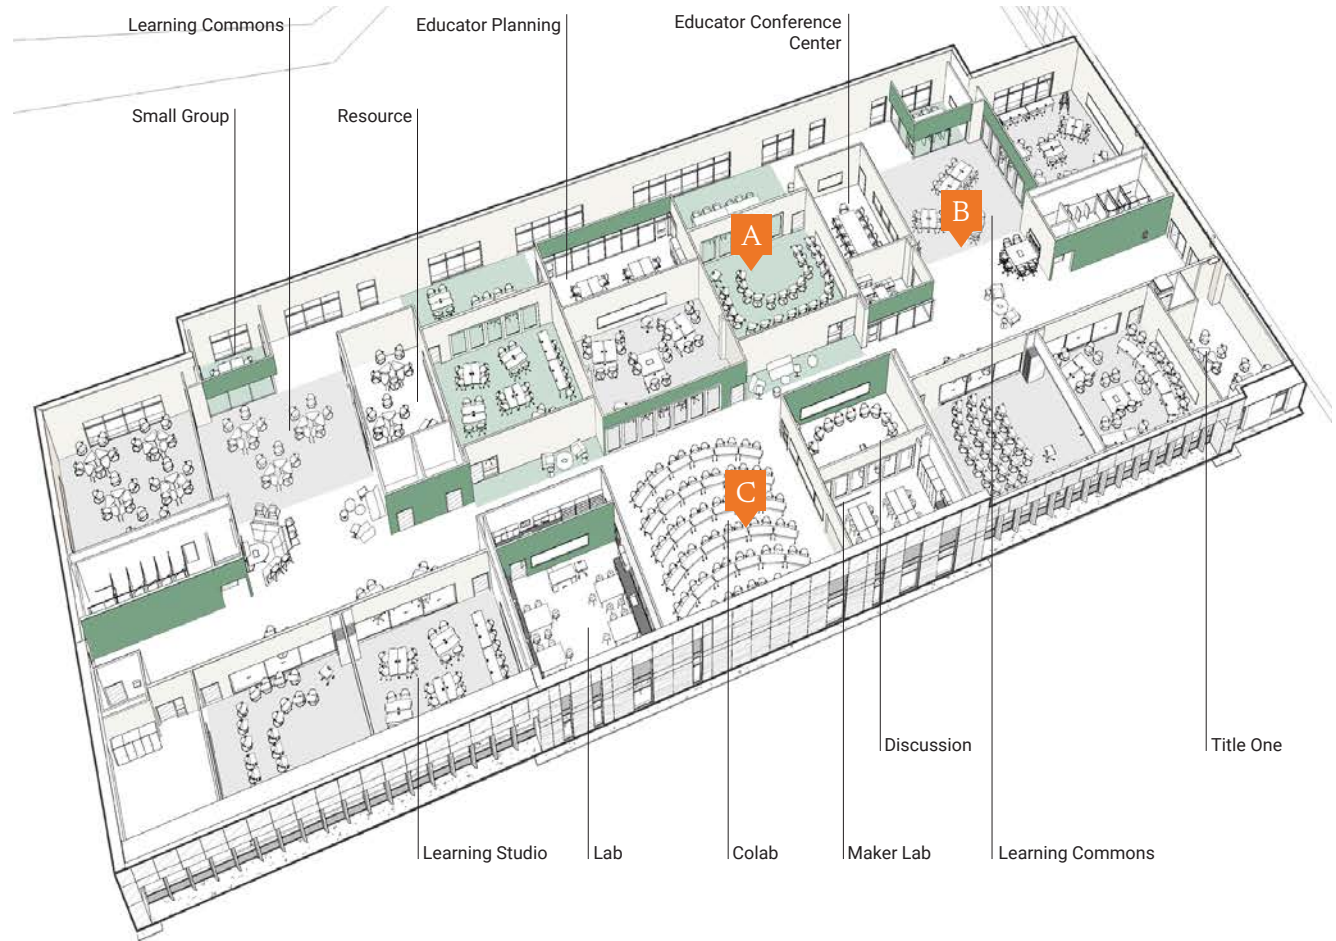 Learning Commons
Educator Planning
Educator Conference
Center
Small Group
Resource
A
B
C
Discussion
Title One
Learning Studio
Lab
Colab
Maker Lab
Learning Commons